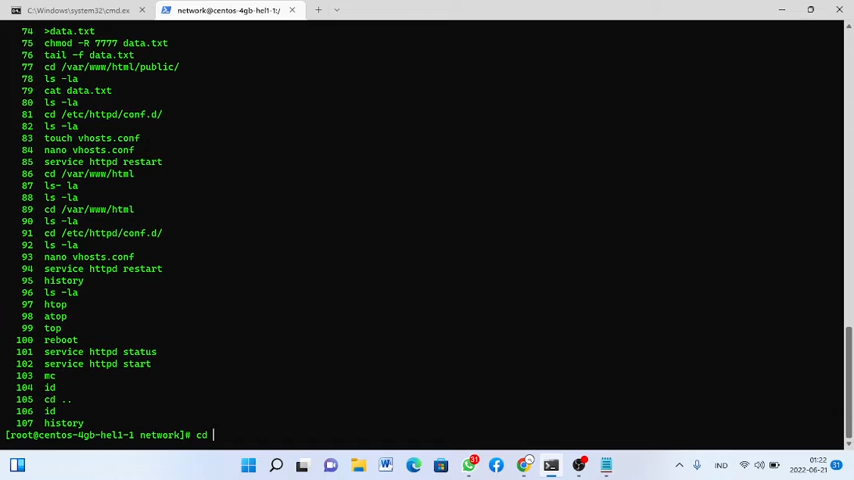 C:\Windows\system32\cmd.ex
network@centos-4gb-hel1-1:/
74 >data.txt
75 chmod -R 7777 data.txt
76 tail -f data.txt
77 cd /var/www/html/public/
78 ls -la
79 cat data.txt
80 ls -la
81 cd /etc/httpd/conf.d/
82 ls -la
83 touch vhosts.conf
84 nano vhosts.conf
85 service httpd restart
86 cd /var/www/html
87 ls- la
88 ls -la
89 cd /var/www/html
90 ls -la
91 cd /etc/httpd/conf.d/
92 ls -la
93 nano vhosts.conf
94 service httpd restart
95 history
96 ls -la
97 htop
98 atop
99 top
100 reboot
101 service httpd status
102 service httpd start
103 mc
104 id
105 cd ..
106 id
107 history
[root@centos-4gb-hel1-1 network]# cd
31
IND
01:22
2022-06-21
31